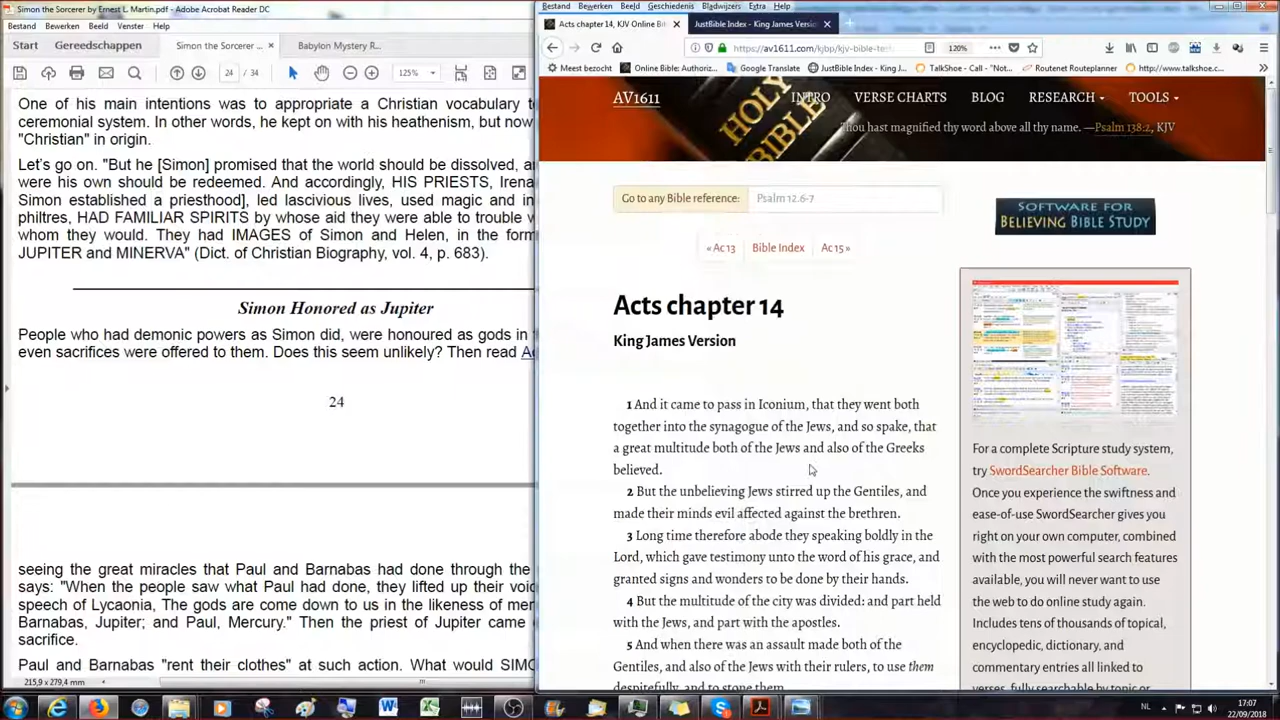 Simon the Sorcerer by Ernest L. Martin.pdf - Adobe Acrobat Reader DC
Bestand Bewerken Beeld Venster Help
Start Gereedschappen Simon the Sorcerer ... × Babylon Mystery R...
24 / 34 125%
One of his main intentions was to appropriate a Christian vocabulary t
ceremonial system. In other words, he kept on with his heathenism, but now
"Christian" in origin.
Let's go on. "But he [Simon] promised that the world should be dissolved, a
were his own should be redeemed. And accordingly, HIS PRIESTS, Irena
Simon established a priesthood], led lascivious lives, used magic and in
philtres, HAD FAMILIAR SPIRITS by whose aid they were able to trouble w
whom they would. They had IMAGES of Simon and Helen, in the form
JUPITER and MINERVA" (Dict. of Christian Biography, vol. 4, p. 683).
Simon Honored as Jupiter
People who had demonic powers as Simon did, were honored as gods in
even sacrifices were offered to them. Does this seem unlikely? Then read
24
seeing the great miracles that Paul and Barnabas had done through the
says: "When the people saw what Paul had done, they lifted up their voi
speech of Lycaonia, The gods are come down to us in the likeness of me
Barnabas, Jupiter; and Paul, Mercury." Then the priest of Jupiter came
sacrifice.
Paul and Barnabas "rent their clothes" at such action. What would SIMO
215,9 x 279,4 mm
Bestand Bewerken Beeld Geschiedenis Bladwijzers Extra Help
Acts chapter 14, KJV Online Bi × JustBible Index - King James Versio ×
https://av1611.com/kjbp/kjv-bible-tex 120%
Meest bezocht Online Bible: Authoriz... Google Translate JustBible Index - King J... TalkShoe - Call - "Not... Routenet Routeplanner http://www.talkshoe.c...
AV1611 INTRO VERSE CHARTS BLOG RESEARCH TOOLS
HOLY BIBLE
Thou hast magnified thy word above all thy name. —Psalm 138:2, KJV
Go to any Bible reference: Psalm 12.6-7
« Ac 13 Bible Index Ac 15 »
Acts chapter 14
King James Version
1 And it came to pass in Iconium, that they went both
together into the synagogue of the Jews, and so spake, that
a great multitude both of the Jews and also of the Greeks
believed.
2 But the unbelieving Jews stirred up the Gentiles, and
made their minds evil affected against the brethren.
3 Long time therefore abode they speaking boldly in the
Lord, which gave testimony unto the word of his grace, and
granted signs and wonders to be done by their hands.
4 But the multitude of the city was divided: and part held
with the Jews, and part with the apostles.
5 And when there was an assault made both of the
Gentiles, and also of the Jews with their rulers, to use them
despitefully, and to stone them,
SOFTWARE FOR
BELIEVING BIBLE STUDY
For a complete Scripture study system,
try SwordSearcher Bible Software.
Once you experience the swiftness and
ease-of-use SwordSearcher gives you
right on your own computer, combined
with the most powerful search features
available, you will never want to use
the web to do online study again.
Includes tens of thousands of topical,
encyclopedic, dictionary, and
commentary entries all linked to
verses, fully searchable by topic or
NL 17:07
22/09/2018